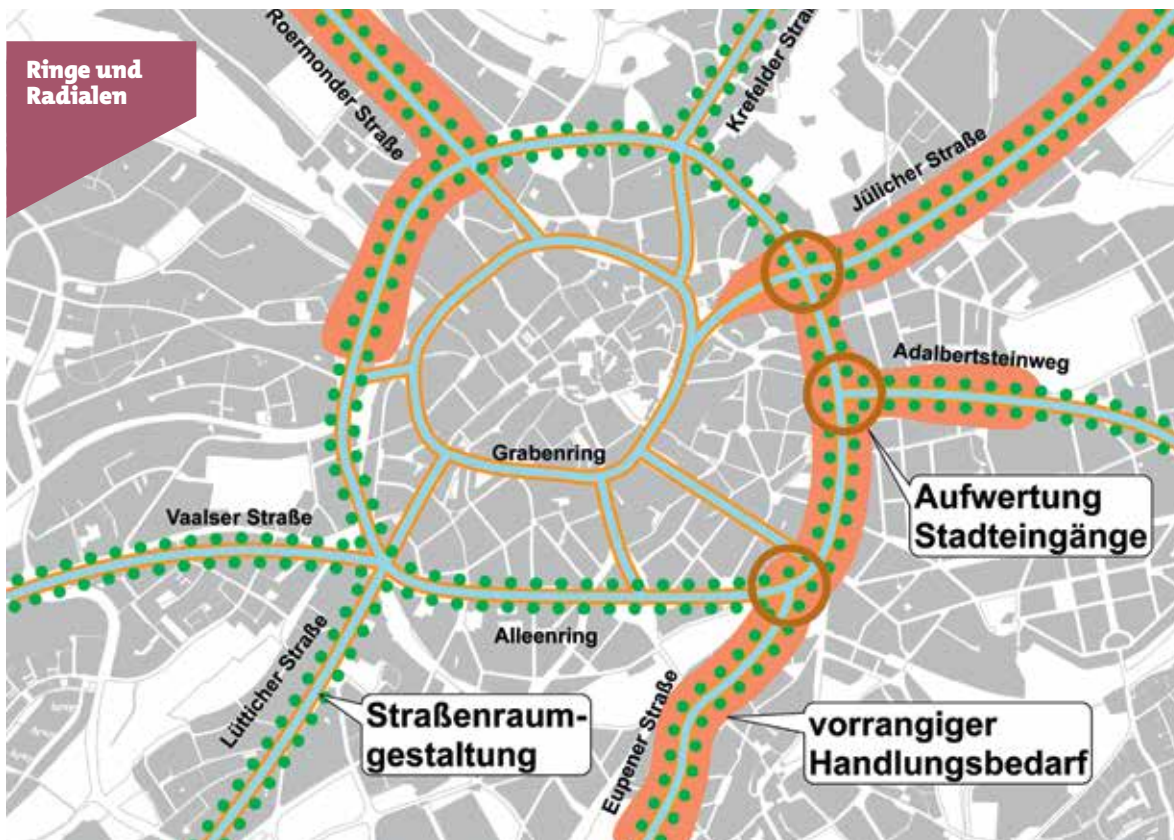 Ringe und
Radialen
Roermonder Straße
Krefelder Straß
Jülicher Straße
Adalbertsteinweg
Grabenring
Aufwertung
Stadteingänge
Vaalser Straße
Alleenring
Lütticher Straße
Straßenraum-
gestaltung
Eupener Straße
vorrangiger
Handlungsbedarf